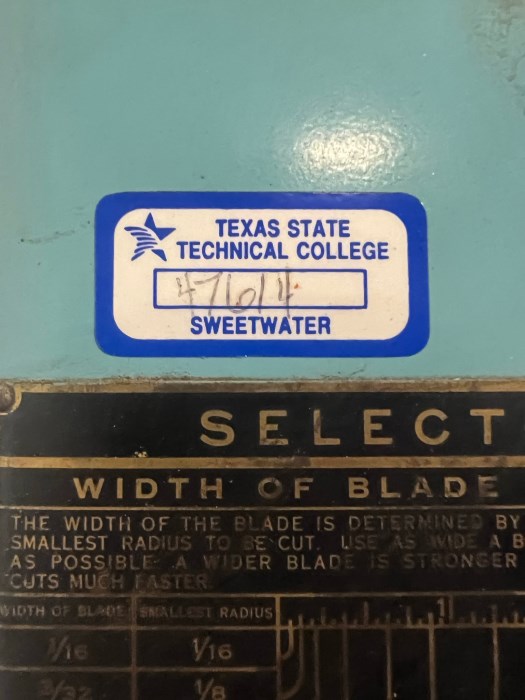 TEXAS STATE
TECHNICAL COLLEGE
47614
SWEETWATER
SELECT
WIDTH OF BLADE
THE WIDTH OF THE BLADE IS DETERMINED BY
SMALLEST RADIUS TO BE CUT. USE AS WIDE A B
AS POSSIBLE. A WIDER BLADE IS STRONGER
CUTS MUCH FASTER
WIDTH OF BLADE SMALLEST RADIUS 1
1/16 1/16
3/32 1/8